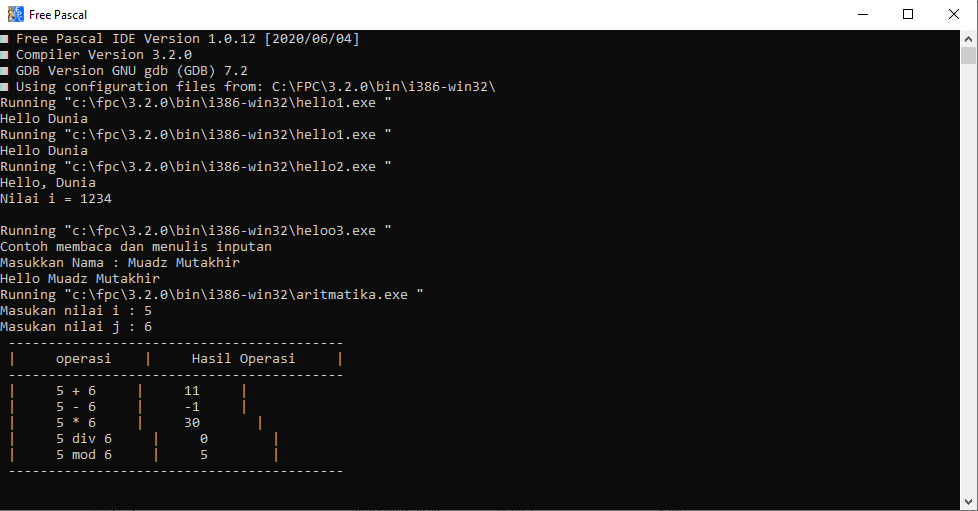 Free Pascal
■ Free Pascal IDE Version 1.0.12 [2020/06/04]
■ Compiler Version 3.2.0
■ GDB Version GNU gdb (GDB) 7.2
■ Using configuration files from: C:\FPC\3.2.0\bin\i386-win32\
Running "c:\fpc\3.2.0\bin\i386-win32\hello1.exe "
Hello Dunia
Running "c:\fpc\3.2.0\bin\i386-win32\hello1.exe "
Hello Dunia
Running "c:\fpc\3.2.0\bin\i386-win32\hello2.exe "
Hello, Dunia
Nilai i = 1234
Running "c:\fpc\3.2.0\bin\i386-win32\heloo3.exe "
Contoh membaca dan menulis inputan
Masukkan Nama : Muadz Mutakhir
Hello Muadz Mutakhir
Running "c:\fpc\3.2.0\bin\i386-win32\aritmatika.exe "
Masukan nilai i : 5
Masukan nilai j : 6
 ------------------------------------------
 |     operasi    |     Hasil Operasi     |
 ------------------------------------------
 |     5 + 6     |     11     |
 |     5 - 6     |     -1     |
 |     5 * 6     |     30       |
 |     5 div 6     |     0        |
 |     5 mod 6     |     5        |
 ------------------------------------------